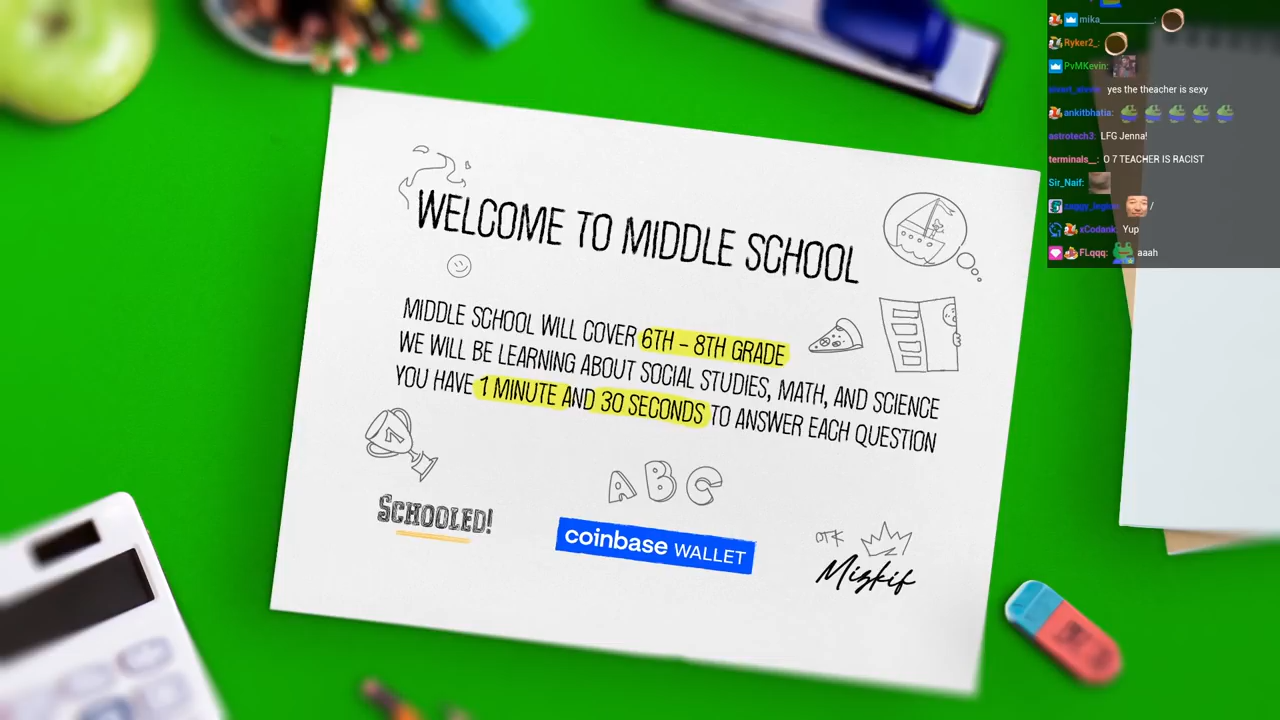 WELCOME TO MIDDLE SCHOOL
MIDDLE SCHOOL WILL COVER 6TH - 8TH GRADE
WE WILL BE LEARNING ABOUT SOCIAL STUDIES, MATH, AND SCIENCE
YOU HAVE 1 MINUTE AND 30 SECONDS TO ANSWER EACH QUESTION
ABC
SCHOOLED!
coinbase WALLET
OTK
Mizkif
Ryker2_:
PvMKevin:
yes the theacher is sexy
ankitbhatia:
astrotech3: LFG Jenna!
terminals__: O 7 TEACHER IS RACIST
Sir_Naif:
/
xCodank: Yup
FLqqq: aaah